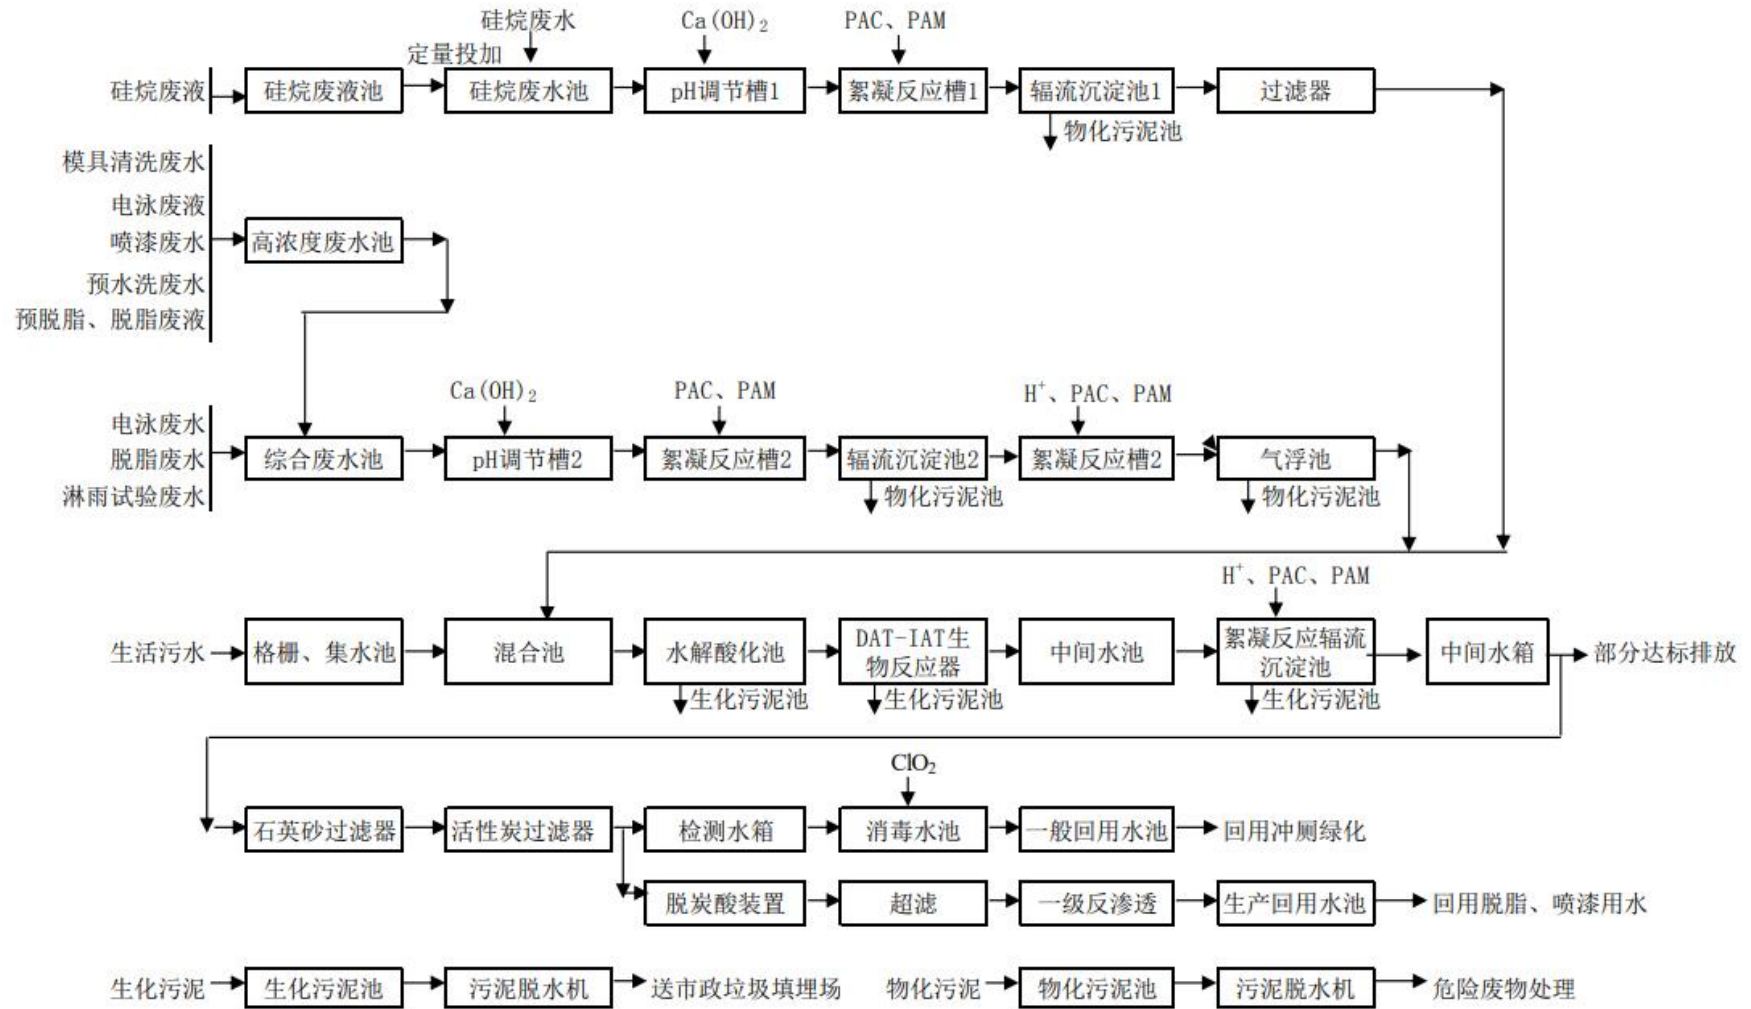 硅烷废水
Ca(OH)₂
PAC、PAM
定量投加
硅烷废液
硅烷废液池
硅烷废水池
pH调节槽1
絮凝反应槽1
辐流沉淀池1
过滤器
物化污泥池
模具清洗废水
电泳废液
喷漆废水
高浓度废水池
预水洗废水
预脱脂、脱脂废液
Ca(OH)₂
PAC、PAM
H⁺、PAC、PAM
电泳废水
脱脂废水
淋雨试验废水
综合废水池
pH调节槽2
絮凝反应槽2
辐流沉淀池2
絮凝反应槽2
气浮池
物化污泥池
物化污泥池
H⁺、PAC、PAM
生活污水
格栅、集水池
混合池
水解酸化池
DAT-IAT生
物反应器
中间水池
絮凝反应辐流
沉淀池
中间水箱
部分达标排放
生化污泥池
生化污泥池
生化污泥池
ClO₂
石英砂过滤器
活性炭过滤器
检测水箱
消毒水池
一般回用水池
回用冲厕绿化
脱炭酸装置
超滤
一级反渗透
生产回用水池
回用脱脂、喷漆用水
生化污泥
生化污泥池
污泥脱水机
送市政垃圾填埋场
物化污泥
物化污泥池
污泥脱水机
危险废物处理